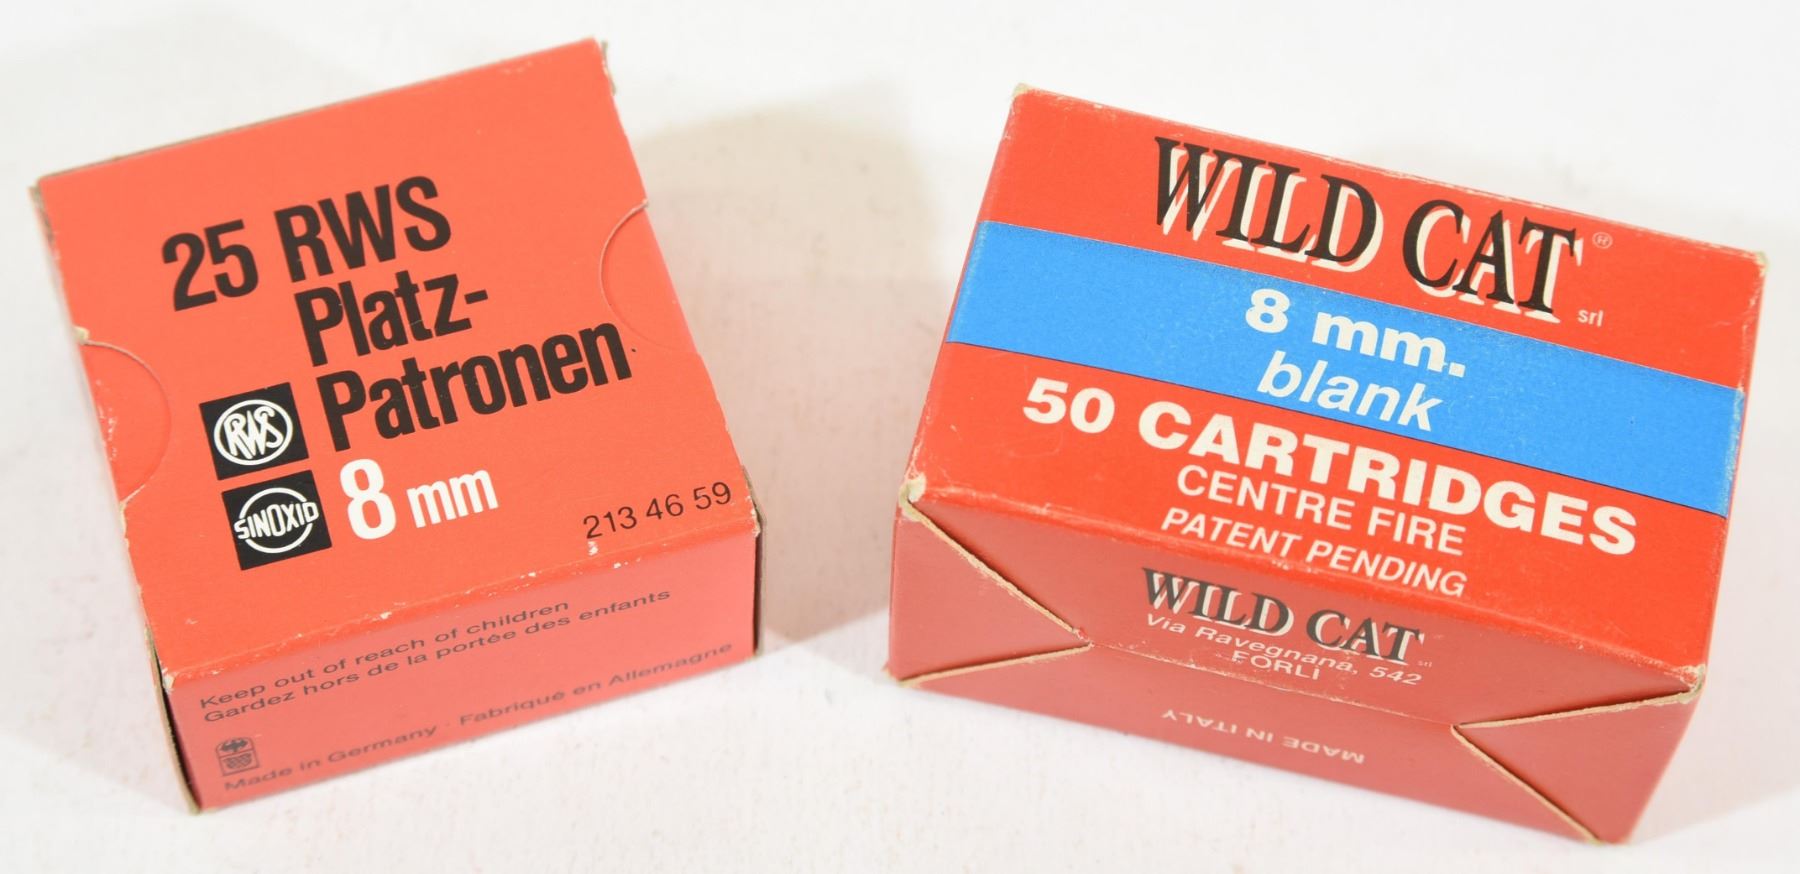 25 RWS
Platz-
Patronen
8 mm
RWS
SINOXID
213 46 59
Keep out of reach of children
Gardez hors de la portée des enfants
Made in Germany · Fabriqué en Allemagne
WILD CAT ® srl
8 mm.
blank
50 CARTRIDGES
CENTRE FIRE
PATENT PENDING
WILD CAT srl
Via Ravegnana, 542
FORLI
MADE IN ITALY